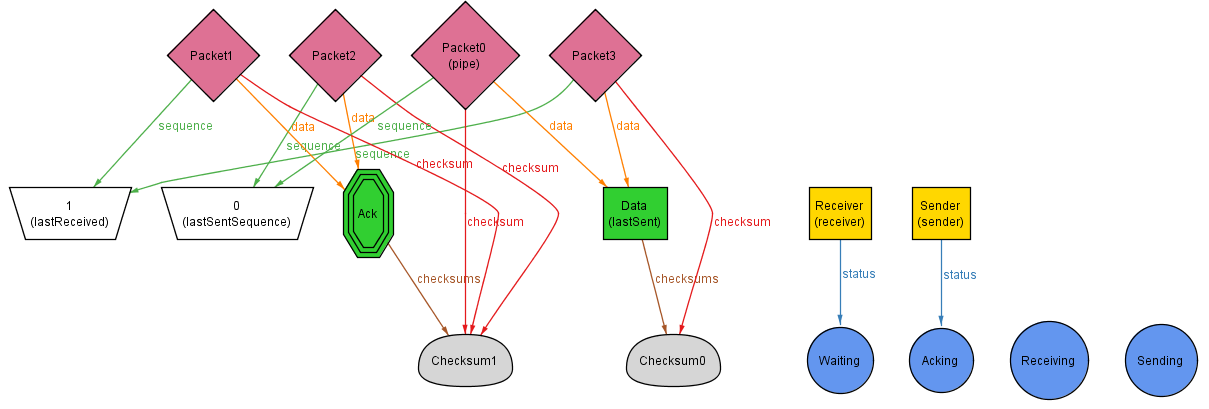 Packet1
Packet2
Packet0
(pipe)
Packet3
sequence
data
data
sequence
data
data
sequence
sequence
checksum
checksum
1
(lastReceived)
0
(lastSentSequence)
Ack
Data
(lastSent)
checksum
checksum
Receiver
(receiver)
Sender
(sender)
checksums
checksums
status
status
Checksum1
Checksum0
Waiting
Acking
Receiving
Sending